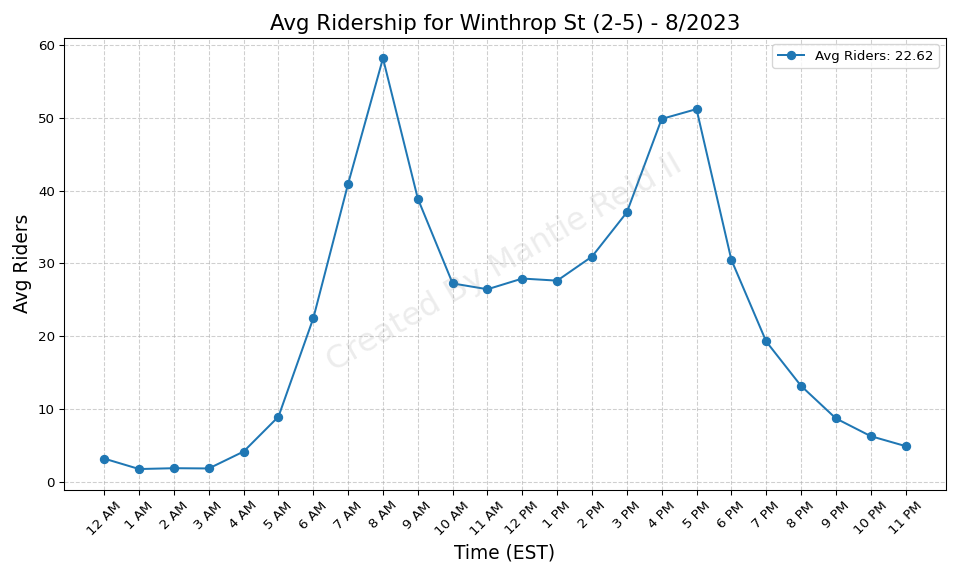 Avg Ridership for Winthrop St (2-5) - 8/2023
Avg Riders: 22.62
60
50
40
30
20
10
0
Avg Riders
Created By Mantie Reid II
12 AM
1 AM
2 AM
3 AM
4 AM
5 AM
6 AM
7 AM
8 AM
9 AM
10 AM
11 AM
12 PM
1 PM
2 PM
3 PM
4 PM
5 PM
6 PM
7 PM
8 PM
9 PM
10 PM
11 PM
Time (EST)